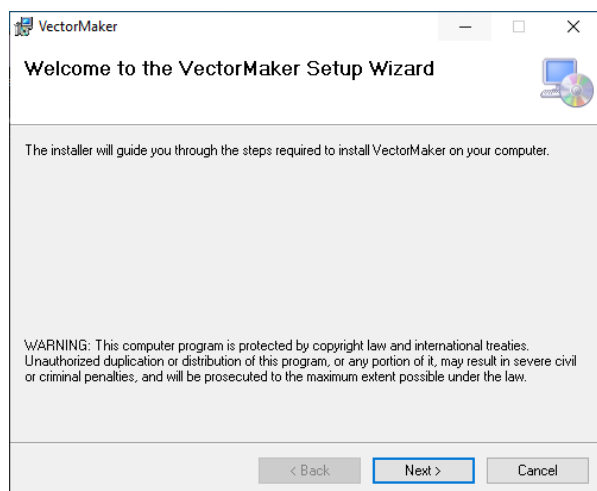 VectorMaker
Welcome to the VectorMaker Setup Wizard
The installer will guide you through the steps required to install VectorMaker on your computer.
WARNING: This computer program is protected by copyright law and international treaties.
Unauthorized duplication or distribution of this program, or any portion of it, may result in severe civil
or criminal penalties, and will be prosecuted to the maximum extent possible under the law.
< Back
Next >
Cancel